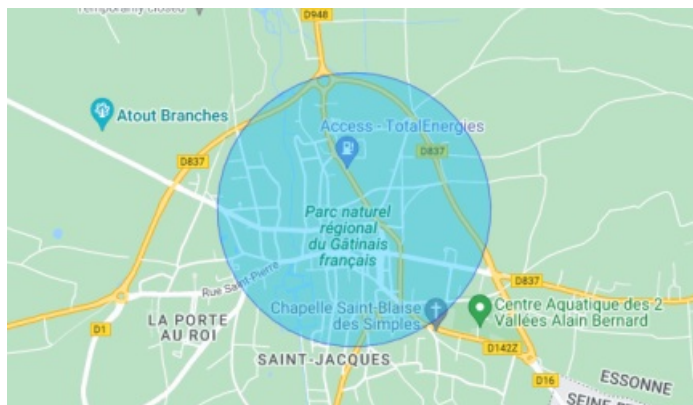 Temporarily closed
D948
Atout Branches
Access - TotalEnergies
D837
D837
Parc naturel
régional
du Gâtinais
français
Rue Saint-Pierre
D837
Chapelle Saint-Blaise
des Simples
Centre Aquatique des 2
Vallées Alain Bernard
LA PORTE
AU ROI
D1
SAINT-JACQUES
D142Z
D16
ESSONNE